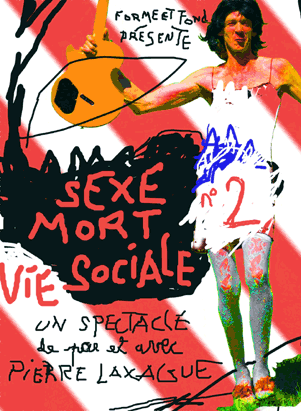 FORME ET FOND
PRÉSENTE
SEXE
MORT
VIE SOCIALE
n° 2
UN SPECTACLE
de par et avec
PIERRE LAXAGUE